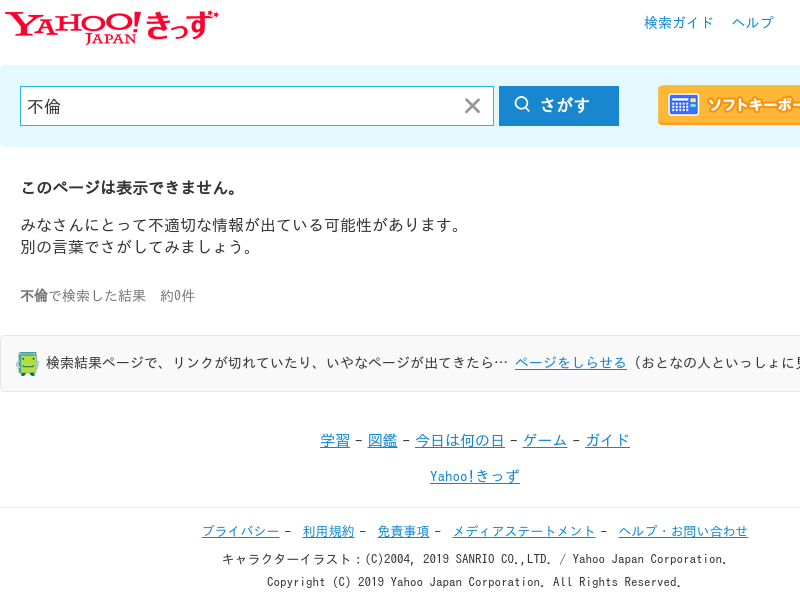 YAHOO! きっず
JAPAN
検索ガイド ヘルプ
不倫
さがす
ソフトキーボー
このページは表示できません。
みなさんにとって不適切な情報が出ている可能性があります。
別の言葉でさがしてみましょう。
不倫で検索した結果 約0件
検索結果ページで、リンクが切れていたり、いやなページが出てきたら… ページをしらせる（おとなの人といっしょに見
学習 - 図鑑 - 今日は何の日 - ゲーム - ガイド
Yahoo!きっず
プライバシー - 利用規約 - 免責事項 - メディアステートメント - ヘルプ・お問い合わせ
キャラクターイラスト：(C)2004, 2019 SANRIO CO.,LTD. / Yahoo Japan Corporation.
Copyright (C) 2019 Yahoo Japan Corporation. All Rights Reserved.